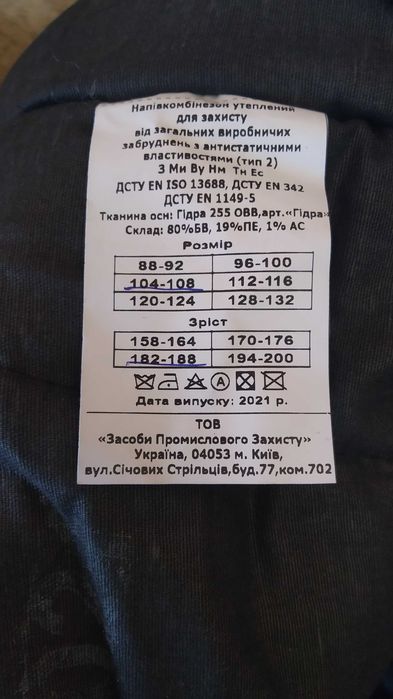 Напівкомбінезон утеплений
для захисту
від загальних виробничих
забруднень з антистатичними
властивостями (тип 2)
З Ми Ву Нм Тн Ес
ДСТУ EN ISO 13688, ДСТУ EN 342
ДСТУ EN 1149-5
Тканина осн: Гідра 255 ОВВ,арт.«Гідра»
Склад: 80%БВ, 19%ПЕ, 1% АС
Розмір
88-92 96-100
104-108 112-116
120-124 128-132
Зріст
158-164 170-176
182-188 194-200
А
Дата випуску: 2021 р.
ТОВ
«Засоби Промислового Захисту»
Україна, 04053 м. Київ,
вул.Січових Стрільців,буд.77,ком.702